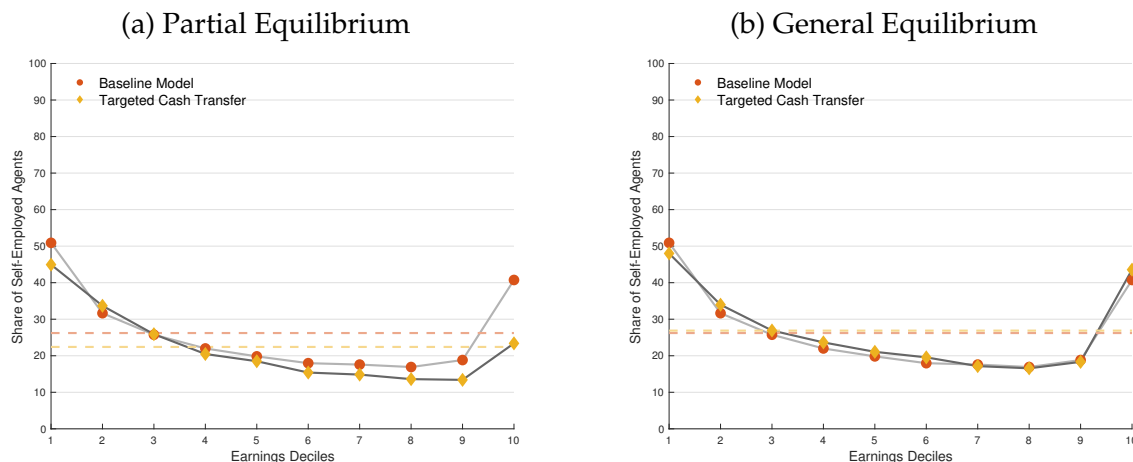 (a) Partial Equilibrium
Baseline Model
Targeted Cash Transfer
Share of Self-Employed Agents
100
90
80
70
60
50
40
30
20
10
0
1 2 3 4 5 6 7 8 9 10
Earnings Deciles
(b) General Equilibrium
Baseline Model
Targeted Cash Transfer
Share of Self-Employed Agents
100
90
80
70
60
50
40
30
20
10
0
1 2 3 4 5 6 7 8 9 10
Earnings Deciles